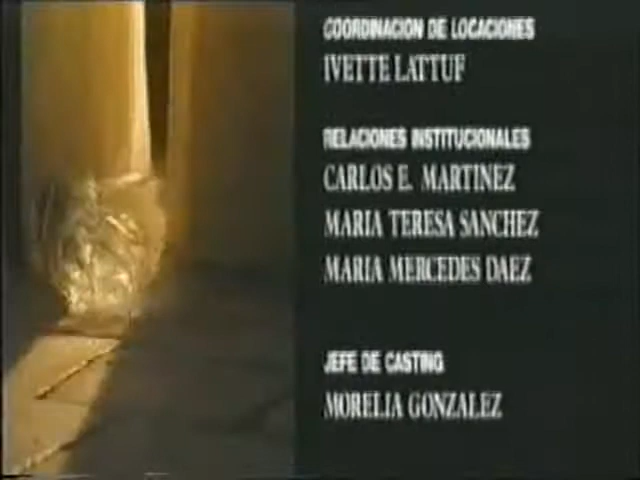 COORDINACION DE LOCACIONES
IVETTE LATTUF
RELACIONES INSTITUCIONALES
CARLOS E. MARTINEZ
MARIA TERESA SANCHEZ
MARIA MERCEDES DAEZ
JEFE DE CASTING
MORELIA GONZALEZ